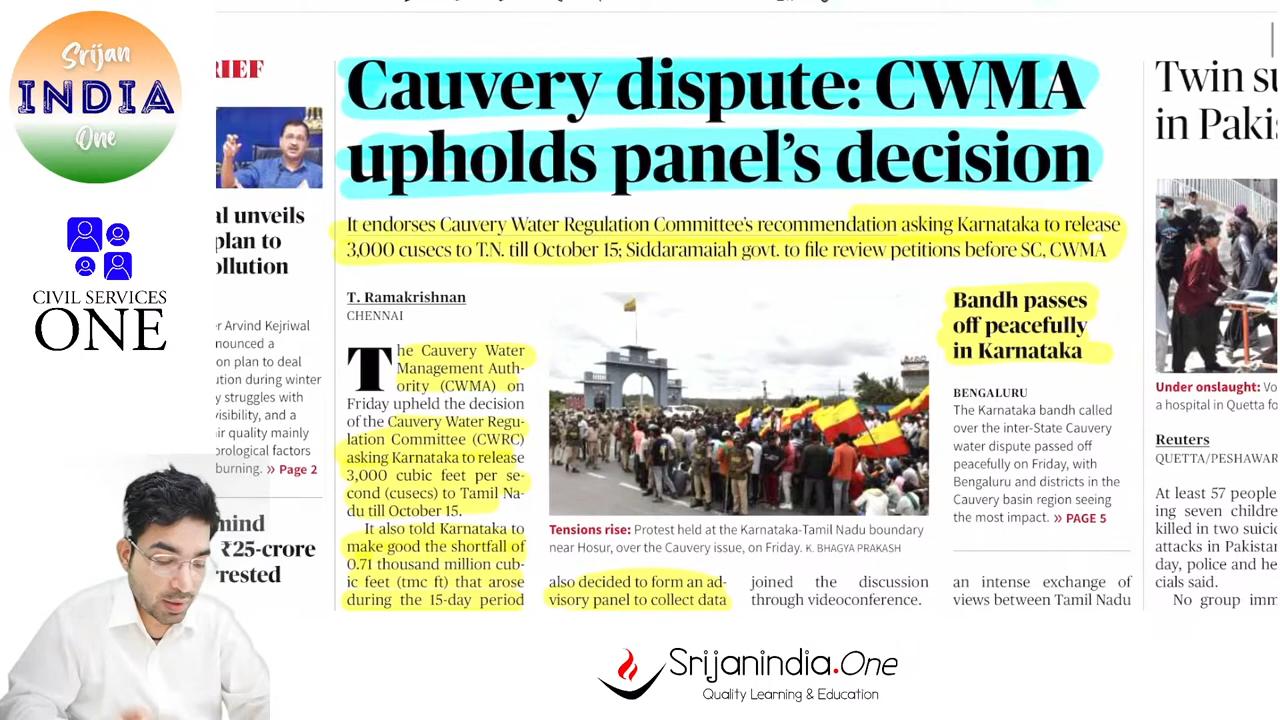 Srijan
INDIA
One
CIVIL SERVICES
ONE
RIEF
al unveils
plan to
ollution
r Arvind Kejriwal
nounced a
on plan to deal
ution during winter
y struggles with
visibility, and a
ir quality mainly
orological factors
burning. » Page 2
mind
₹25-crore
rrested
Cauvery dispute: CWMA
upholds panel’s decision
It endorses Cauvery Water Regulation Committee’s recommendation asking Karnataka to release
3,000 cusecs to T.N. till October 15; Siddaramaiah govt. to file review petitions before SC, CWMA
T. Ramakrishnan
CHENNAI
The Cauvery Water
Management Auth-
ority (CWMA) on
Friday upheld the decision
of the Cauvery Water Regu-
lation Committee (CWRC)
asking Karnataka to release
3,000 cubic feet per se-
cond (cusecs) to Tamil Na-
du till October 15.
It also told Karnataka to
make good the shortfall of
0.71 thousand million cub-
ic feet (tmc ft) that arose
during the 15-day period
Tensions rise: Protest held at the Karnataka-Tamil Nadu boundary
near Hosur, over the Cauvery issue, on Friday. K. BHAGYA PRAKASH
also decided to form an ad-
visory panel to collect data
joined the discussion
through videoconference.
Bandh passes
off peacefully
in Karnataka
BENGALURU
The Karnataka bandh called
over the inter-State Cauvery
water dispute passed off
peacefully on Friday, with
Bengaluru and districts in the
Cauvery basin region seeing
the most impact. » PAGE 5
an intense exchange of
views between Tamil Nadu
Twin su
in Paki
Under onslaught: Vo
a hospital in Quetta fo
Reuters
QUETTA/PESHAWAR
At least 57 people
ing seven childre
killed in two suicid
attacks in Pakistan
day, police and he
cials said.
No group imm
Srijanindia.One
Quality Learning & Education